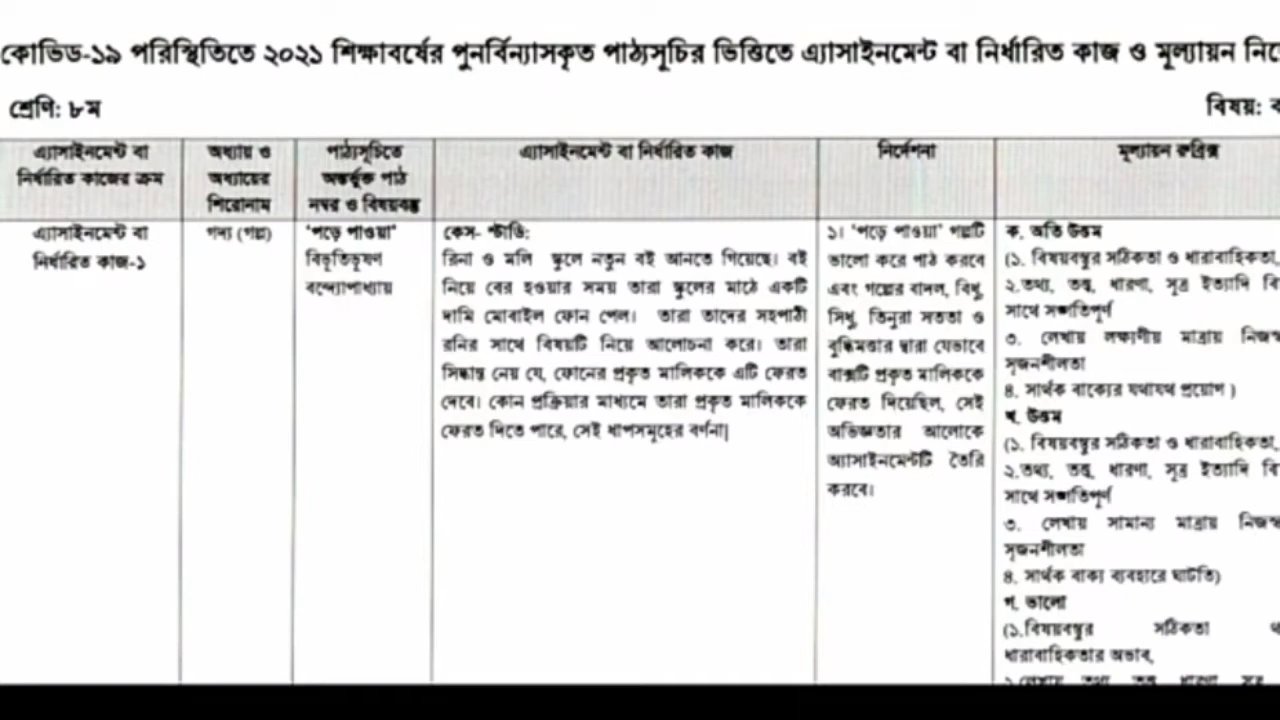 কোভিড-১৯ পরিস্থিতিতে ২০২১ শিক্ষাবর্ষের পুনর্বিন্যাসকৃত পাঠ্যসূচির ভিত্তিতে এ্যাসাইনমেন্ট বা নির্ধারিত কাজ ও মূল্যায়ন
শ্রেণি: ৮ম
বিষয়:
এ্যাসাইনমেন্ট বা
নির্ধারিত কাজের ক্রম
অধ্যায় ও
অধ্যায়ের
শিরোনাম
পাঠ্যসূচিতে
অন্তর্ভুক্ত পাঠ
নম্বর ও বিষয়বস্তু
এ্যাসাইনমেন্ট বা নির্ধারিত কাজ
নির্দেশনা
মূল্যায়ন রুব্রিক্স
এ্যাসাইনমেন্ট বা
নির্ধারিত কাজ-১
গদ্য (গল্প)
‘পড়ে পাওয়া’
বিভূতিভূষণ
বন্দ্যোপাধ্যায়
কেস- স্টাডি:
রিনা ও মলি স্কুলে নতুন বই আনতে গিয়েছে। বই
নিয়ে বের হওয়ার সময় তারা স্কুলের মাঠে একটি
দামি মোবাইল ফোন পেল। তারা তাদের সহপাঠী
রনির সাথে বিষয়টি নিয়ে আলোচনা করে। তারা
সিদ্ধান্ত নেয় যে, ফোনের প্রকৃত মালিককে এটি ফেরত
দেবে। কোন প্রক্রিয়ার মাধ্যমে তারা প্রকৃত মালিককে
ফেরত দিতে পারে, সেই ধাপসমূহের বর্ণনা|
১। ‘পড়ে পাওয়া’ গল্পটি
ভালো করে পাঠ করবে
এবং গল্পের বাদল, বিধু,
সিধু, তিনুরা সততা ও
বুদ্ধিমত্তার দ্বারা যেভাবে
বাক্সটি প্রকৃত মালিককে
ফেরত দিয়েছিল, সেই
অভিজ্ঞতার আলোকে
অ্যাসাইনমেন্টটি তৈরি
করবে।
ক. অতি উত্তম
(১. বিষয়বস্তুর সঠিকতা ও ধারাবাহিকতা,
২.তথ্য, তত্ত্ব, ধারণা, সূত্র ইত্যাদি
সাথে সঙ্গতিপূর্ণ
৩. লেখায় লক্ষ্যণীয় মাত্রায় নিজস্ব
সৃজনশীলতা
৪. সার্থক বাক্যের যথাযথ প্রয়োগ )
খ. উত্তম
(১. বিষয়বস্তুর সঠিকতা ও ধারাবাহিকতা,
২.তথ্য, তত্ত্ব, ধারণা, সূত্র ইত্যাদি
সাথে সঙ্গতিপূর্ণ
৩. লেখায় সামান্য মাত্রায় নিজস্ব
সৃজনশীলতা
৪. সার্থক বাক্য ব্যবহারে ঘাটতি)
গ. ভালো
(১.বিষয়বস্তুর সঠিকতা
ধারাবাহিকতার অভাব,